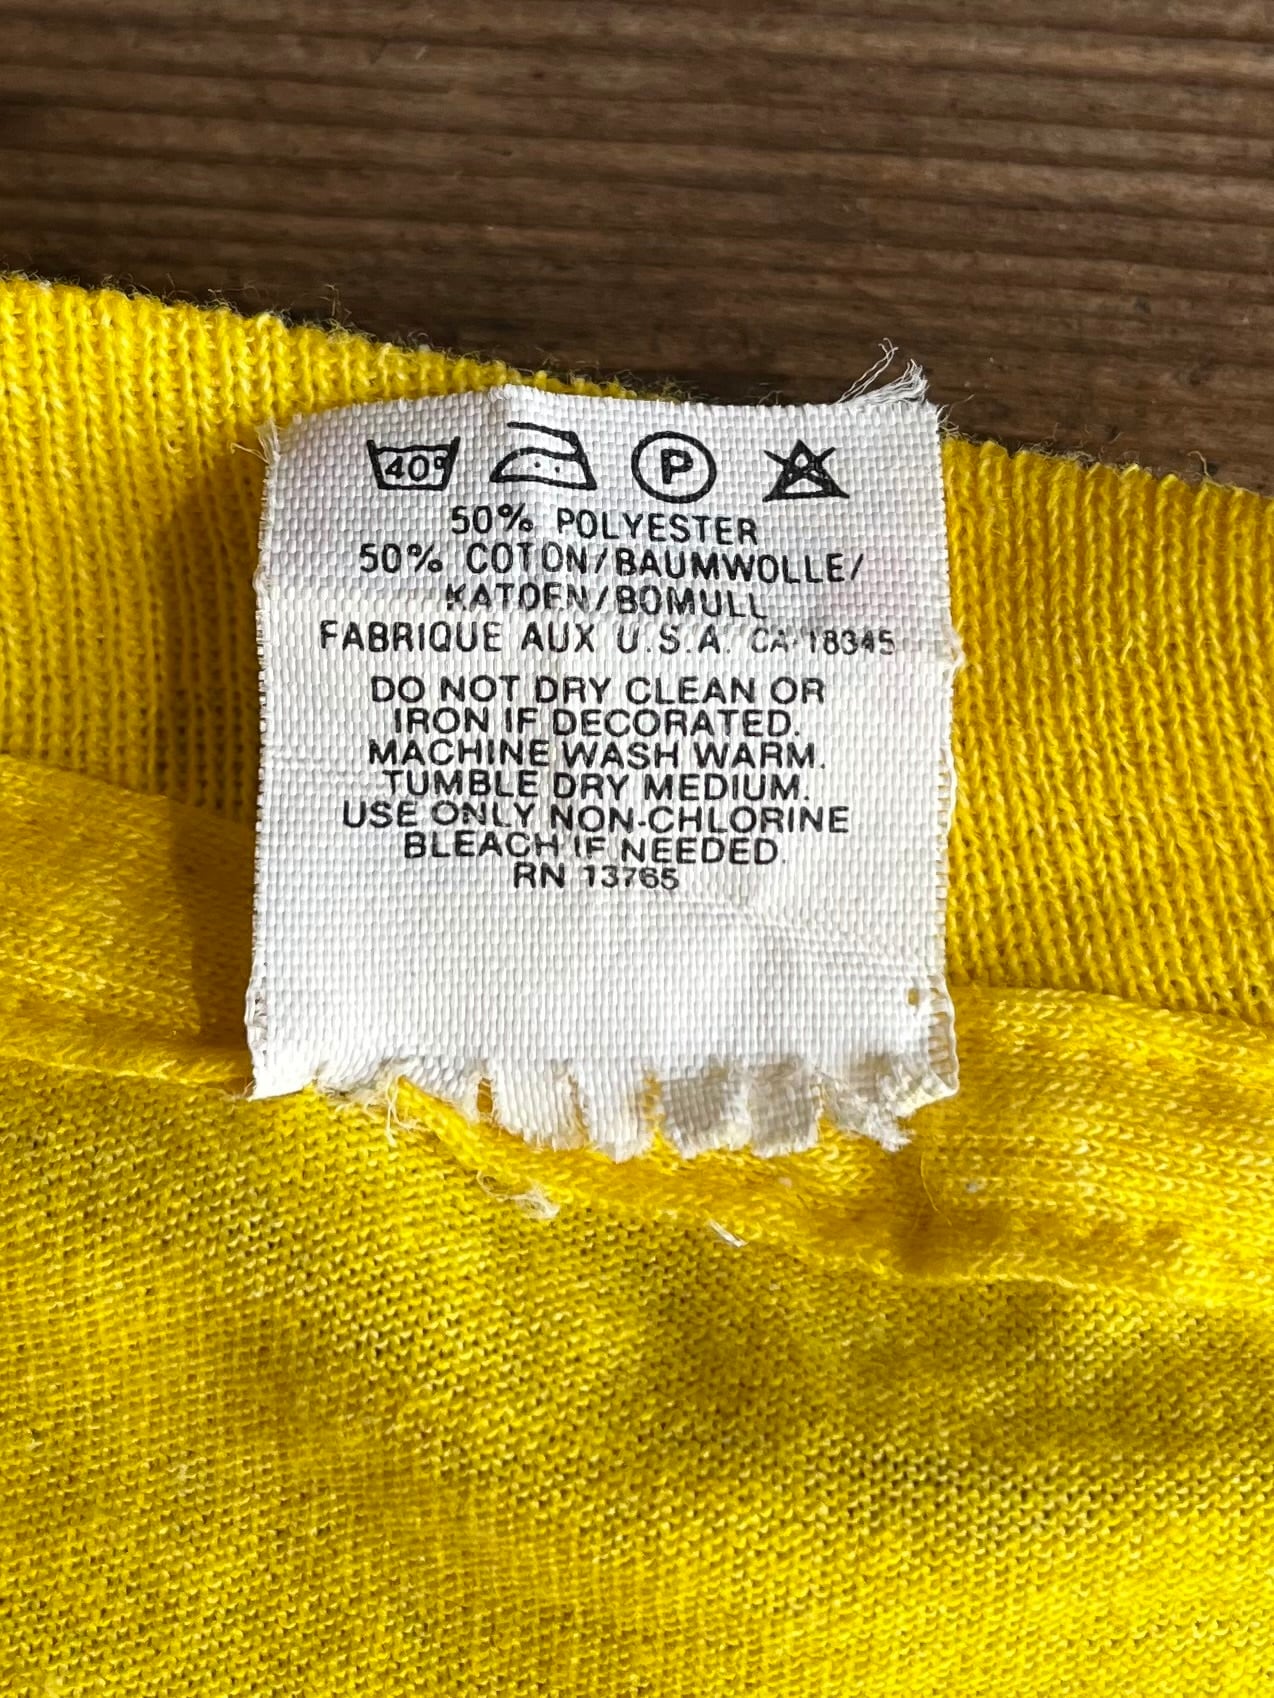 40°
P
50% POLYESTER
50% COTON/BAUMWOLLE/
KATOEN/BOMULL
FABRIQUE AUX U.S.A. CA-18345
DO NOT DRY CLEAN OR
IRON IF DECORATED.
MACHINE WASH WARM.
TUMBLE DRY MEDIUM.
USE ONLY NON-CHLORINE
BLEACH IF NEEDED.
RN 13765